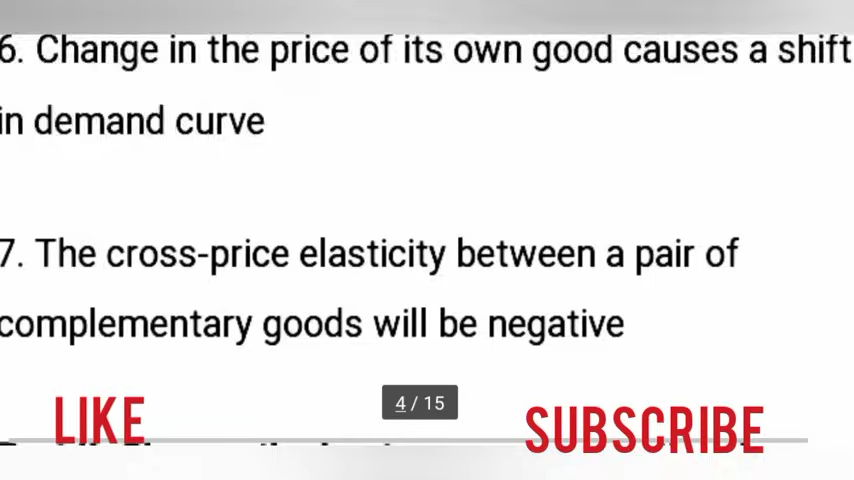 6. Change in the price of its own good causes a shift
in demand curve
7. The cross-price elasticity between a pair of
complementary goods will be negative
4 / 15
LIKE
SUBSCRIBE